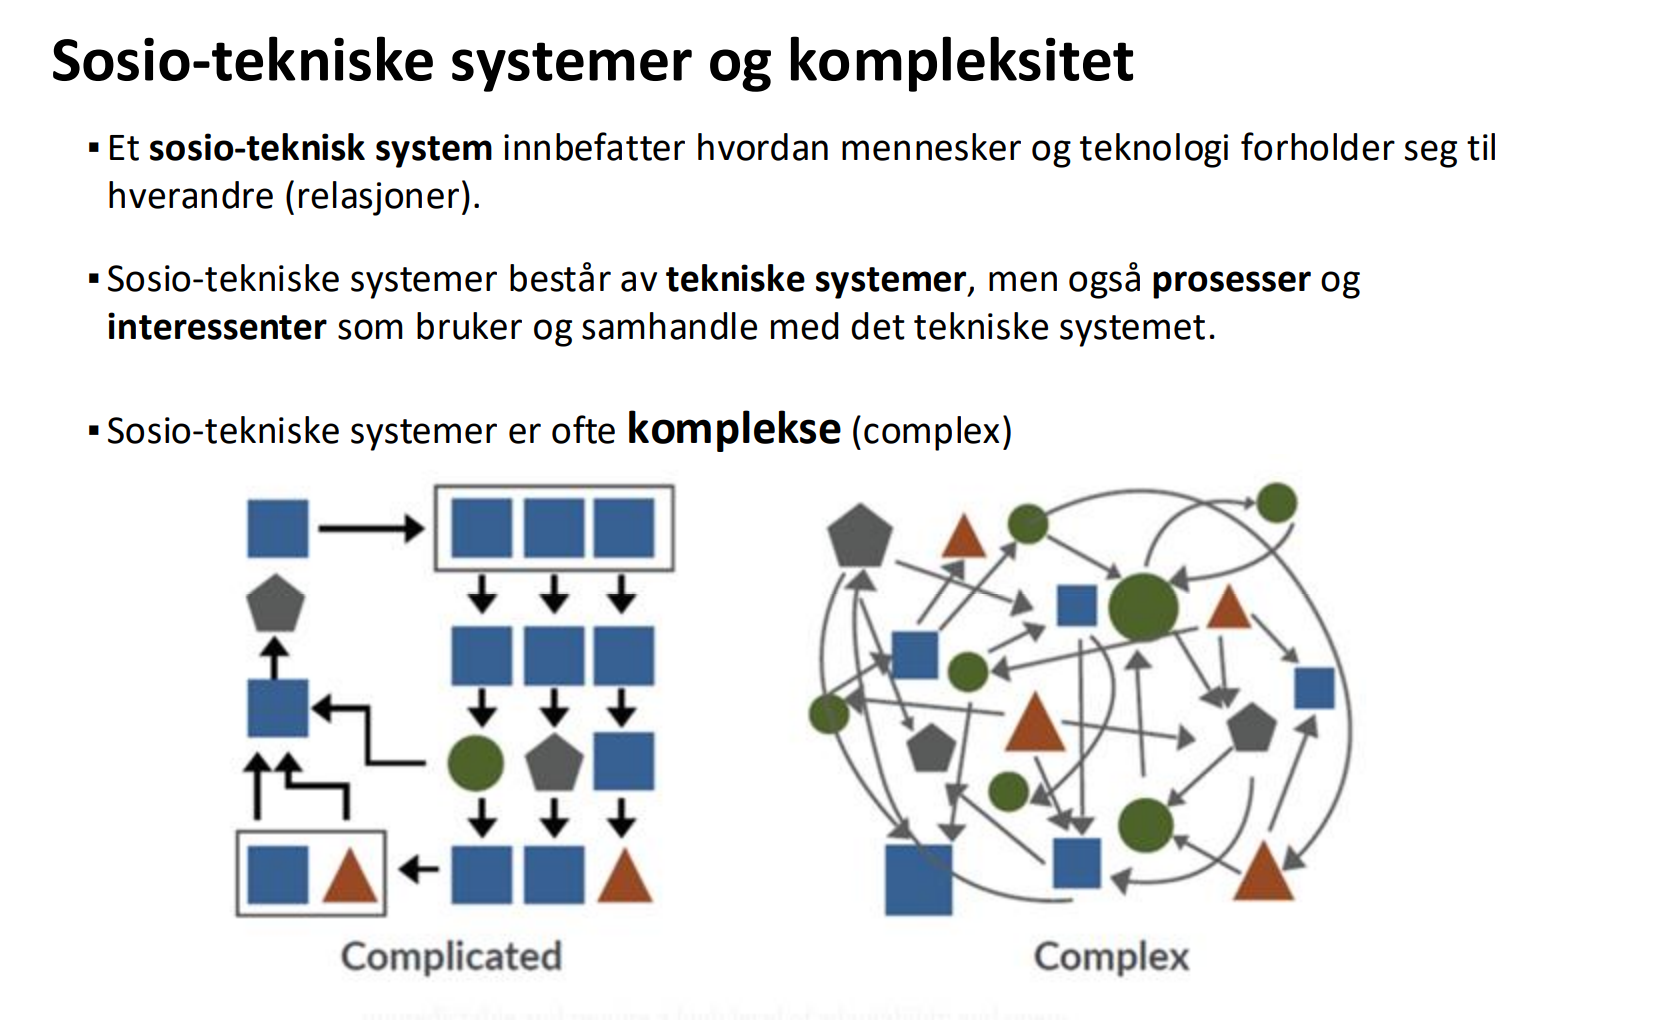 Sosio-tekniske systemer og kompleksitet
▪ Et sosio-teknisk system innbefatter hvordan mennesker og teknologi forholder seg til
hverandre (relasjoner).
▪ Sosio-tekniske systemer består av tekniske systemer, men også prosesser og
interessenter som bruker og samhandle med det tekniske systemet.
▪ Sosio-tekniske systemer er ofte komplekse (complex)
Complicated
Complex